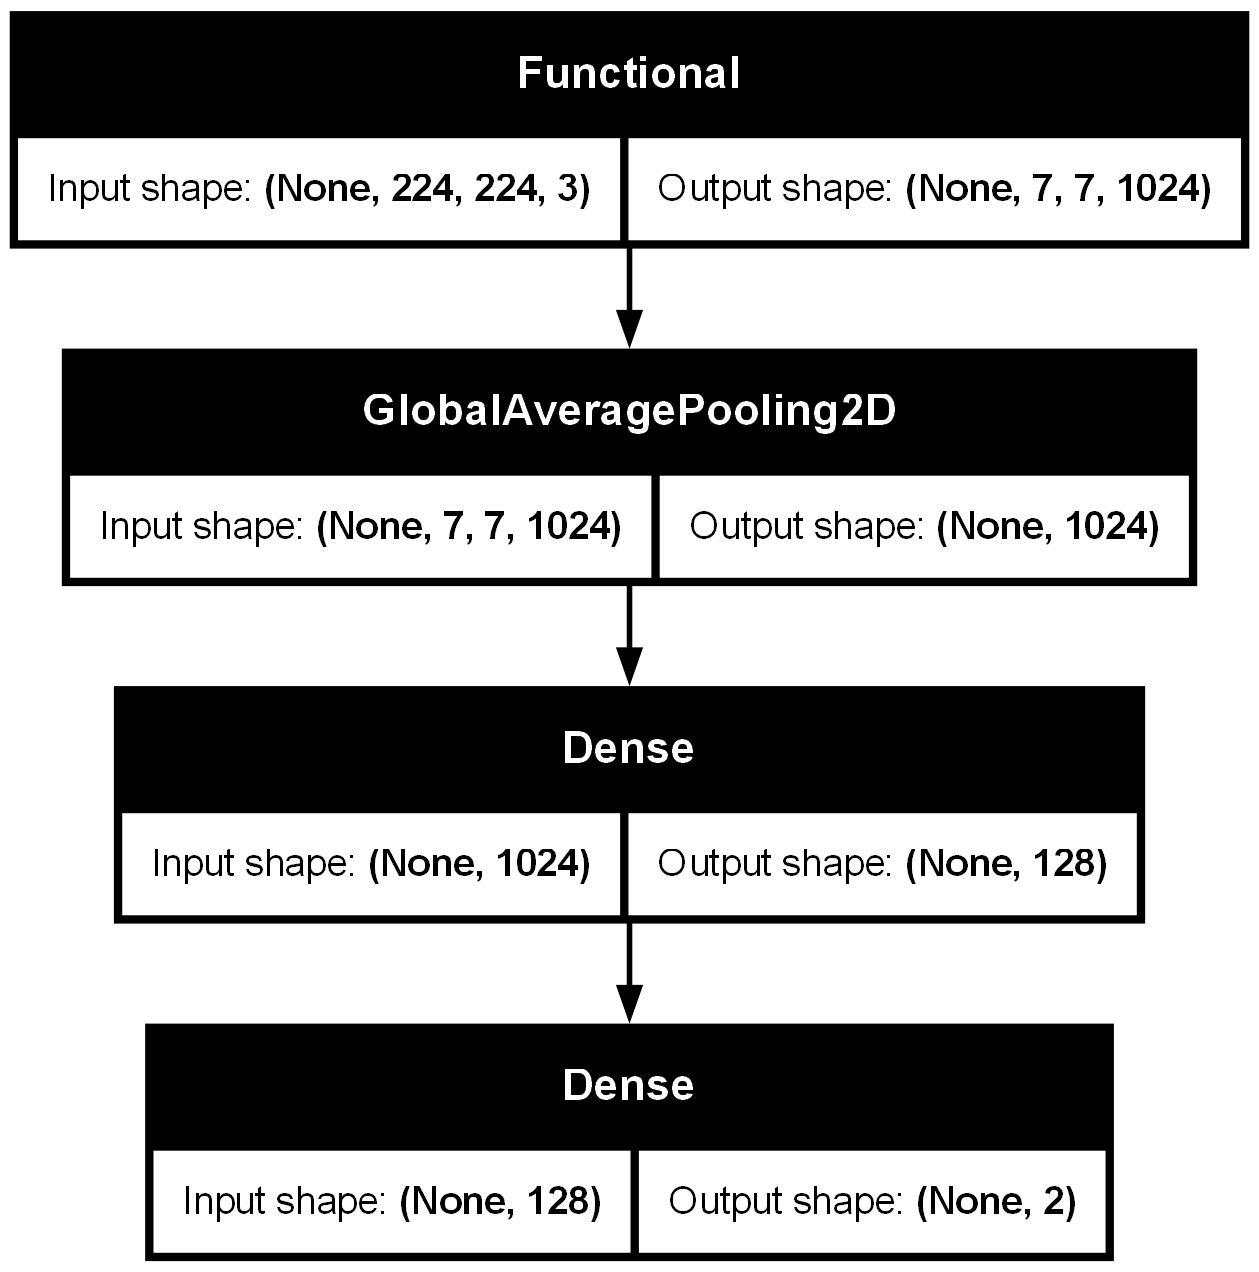 Functional
Input shape: (None, 224, 224, 3) Output shape: (None, 7, 7, 1024)
GlobalAveragePooling2D
Input shape: (None, 7, 7, 1024) Output shape: (None, 1024)
Dense
Input shape: (None, 1024) Output shape: (None, 128)
Dense
Input shape: (None, 128) Output shape: (None, 2)